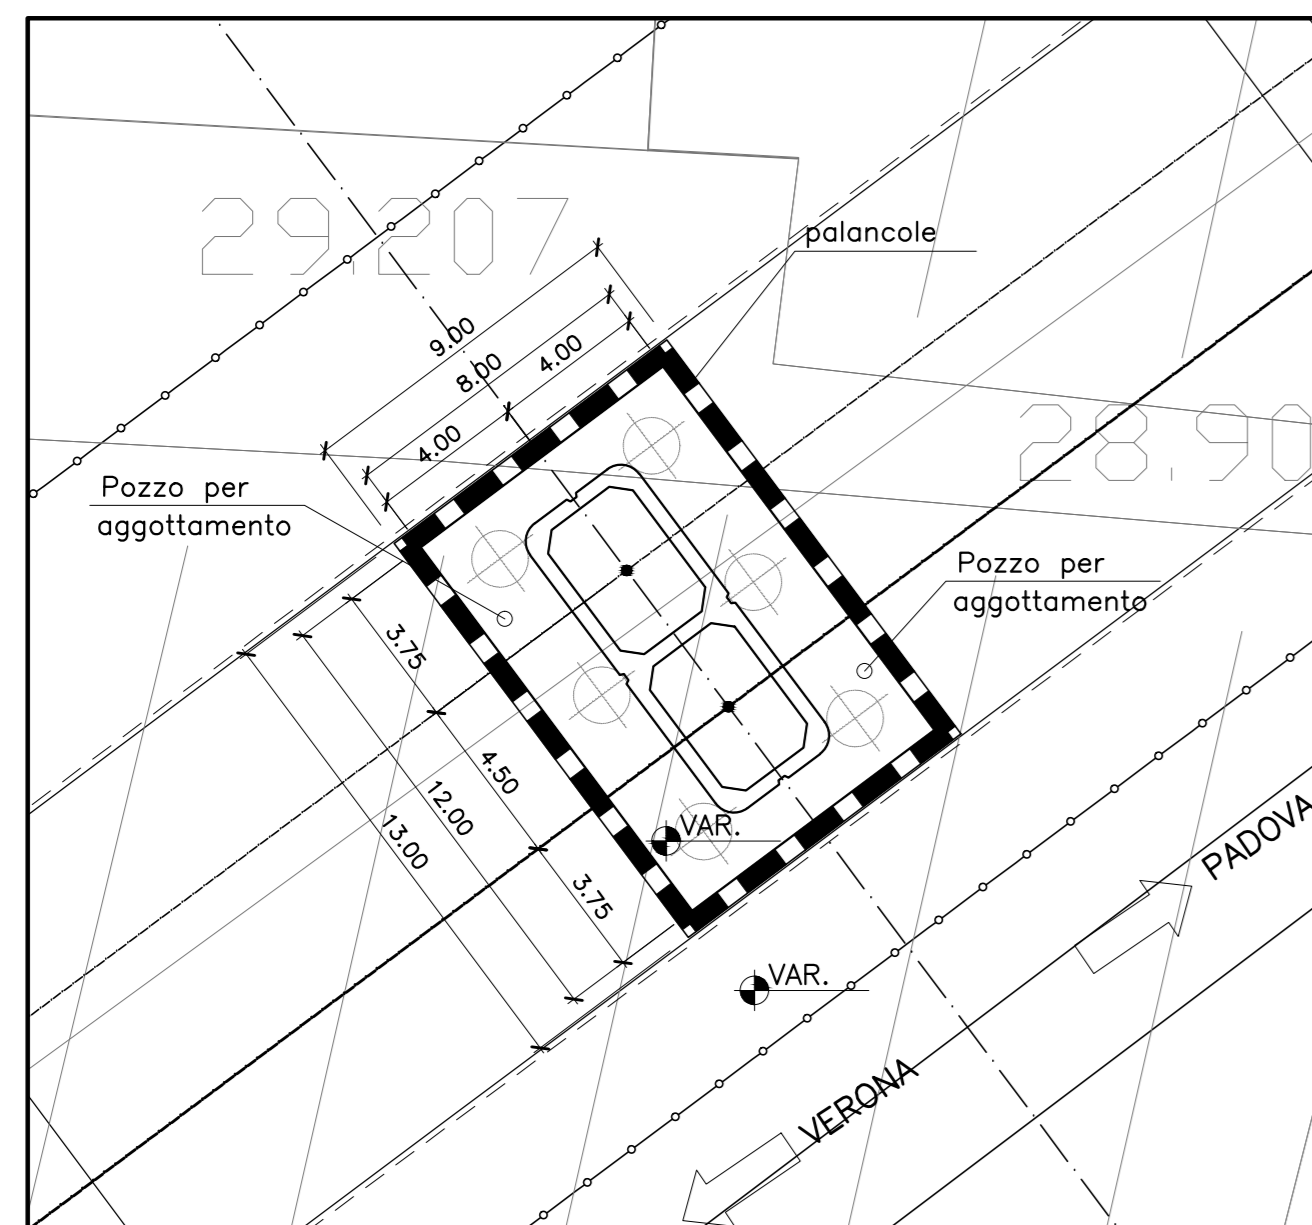 29,207
palancole
9.00
8.00
4.00
4.00
28,90
Pozzo per
aggottamento
Pozzo per
aggottamento
3.75
4.50
12.00
13.00
3.75
VAR.
VAR.
PADOVA
VERONA